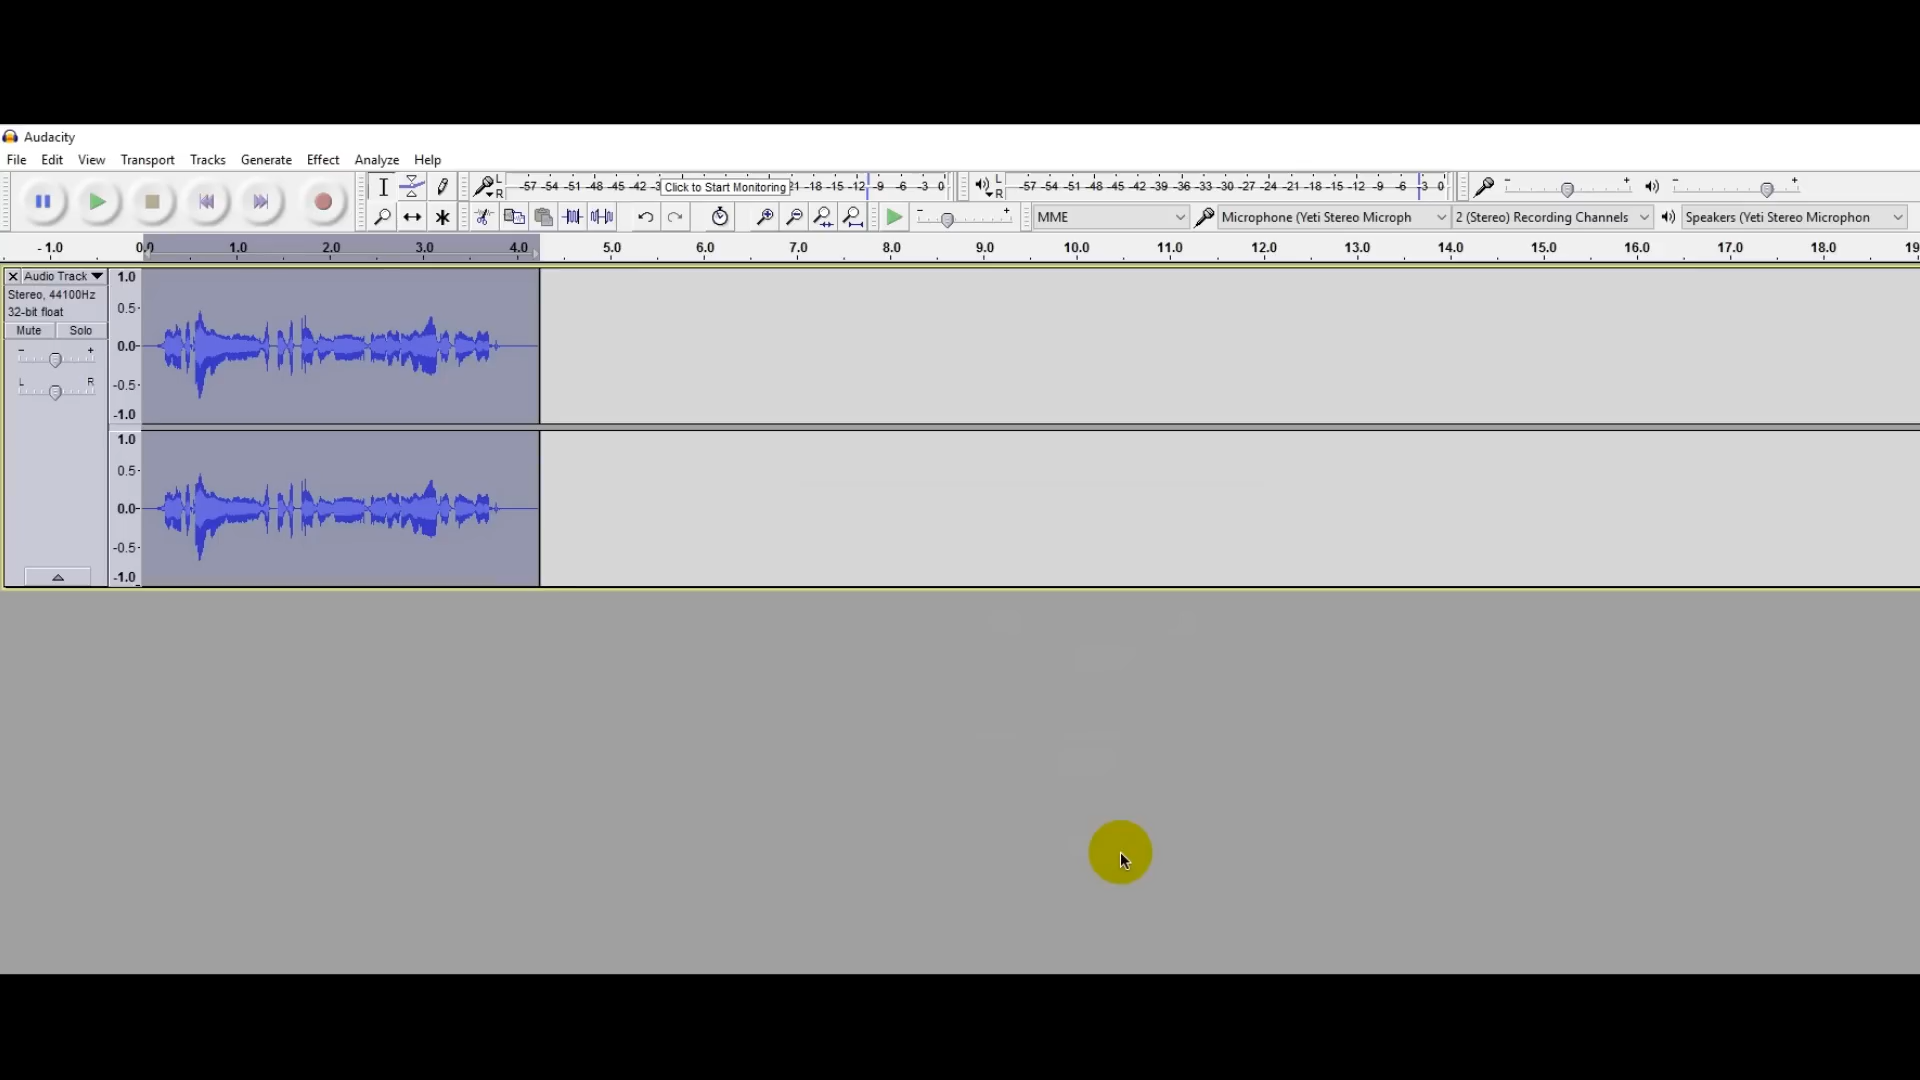 Audacity
File Edit View Transport Tracks Generate Effect Analyze Help
L R -57 -54 -51 -48 -45 -42 -3 Click to Start Monitoring 21 -18 -15 -12 -9 -6 -3 0 L R -57 -54 -51 -48 -45 -42 -39 -36 -33 -30 -27 -24 -21 -18 -15 -12 -9 -6 -3 0 - + - +
- + MME Microphone (Yeti Stereo Microph 2 (Stereo) Recording Channels Speakers (Yeti Stereo Microphon
-1.0 0.0 1.0 2.0 3.0 4.0 5.0 6.0 7.0 8.0 9.0 10.0 11.0 12.0 13.0 14.0 15.0 16.0 17.0 18.0 19
Audio Track 1.0
Stereo, 44100Hz 0.5
32-bit float
Mute Solo
- + 0.0
L R -0.5
-1.0
1.0
0.5
0.0
-0.5
-1.0